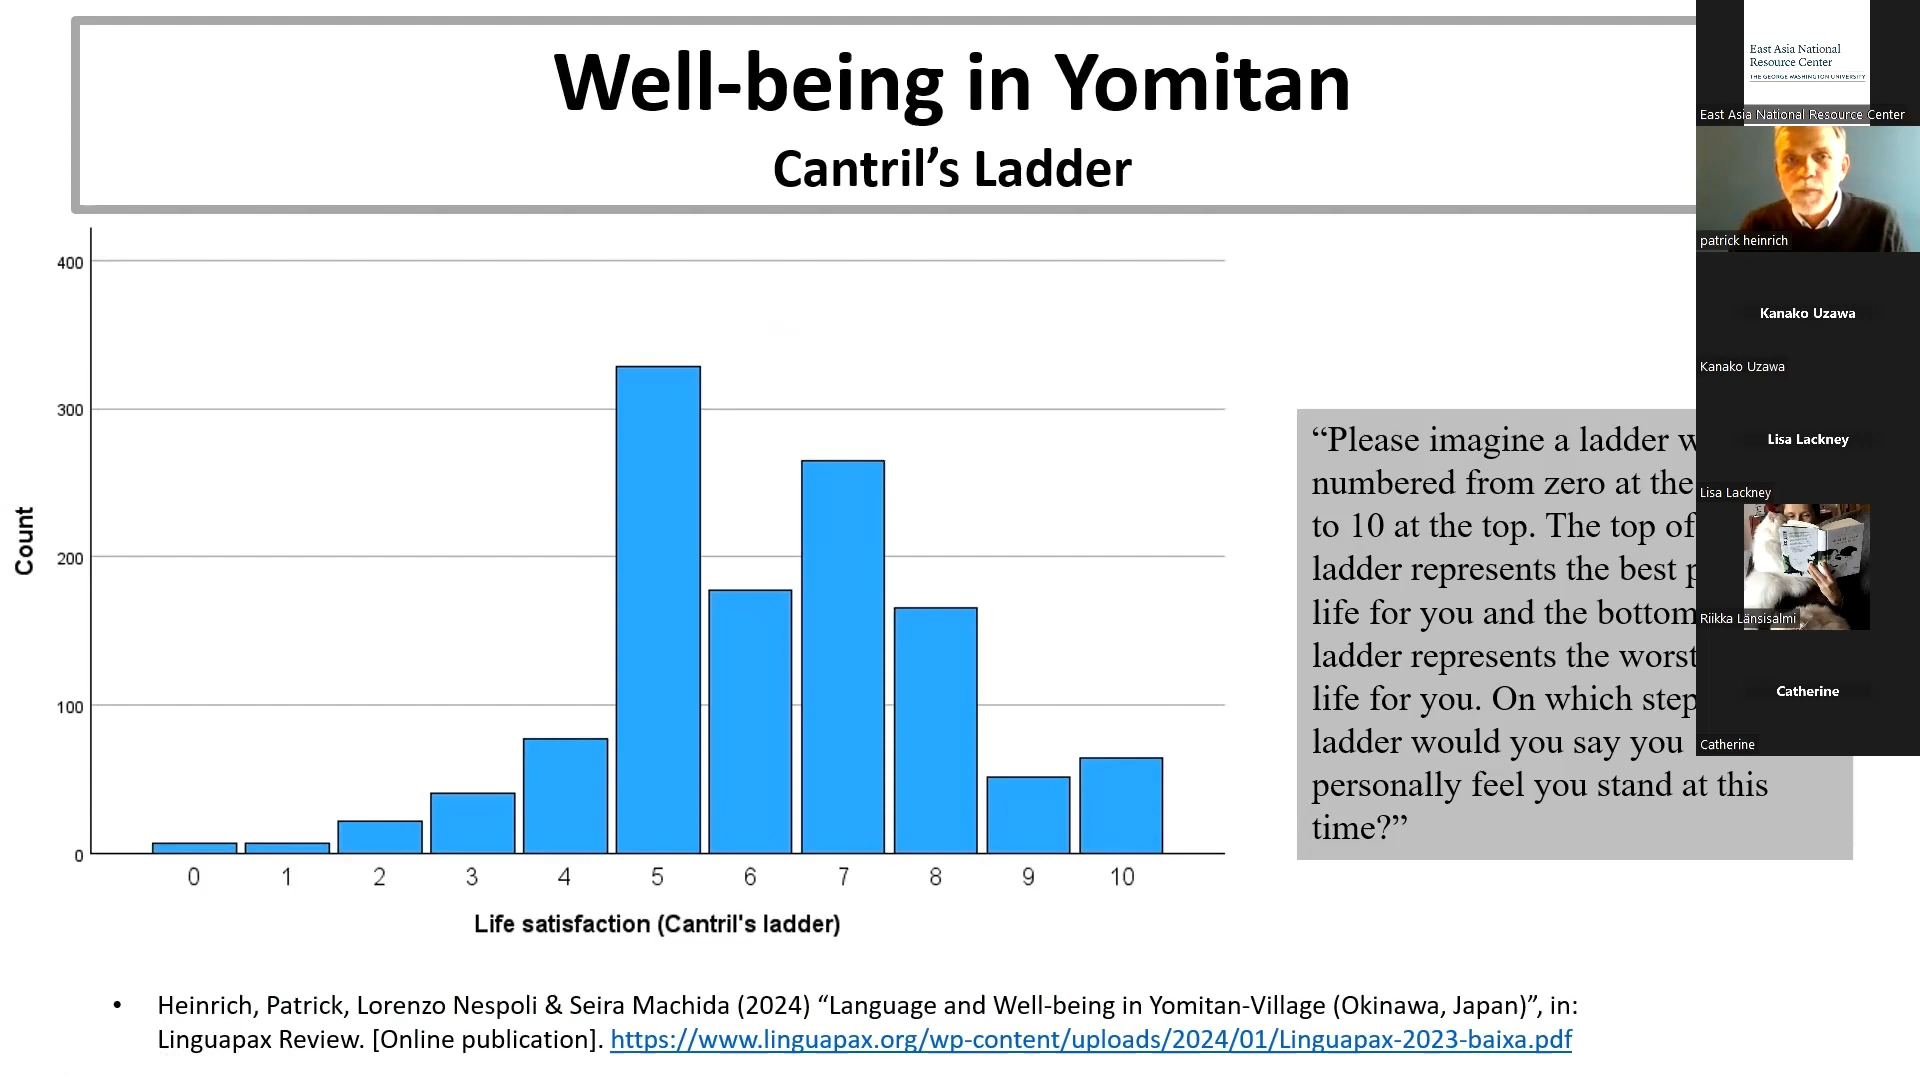 Well-being in Yomitan
Cantril’s Ladder
400
300
200
100
0
Count
0 1 2 3 4 5 6 7 8 9 10
Life satisfaction (Cantril's ladder)
“Please imagine a ladder
numbered from zero at the
to 10 at the top. The top of
ladder represents the best
life for you and the bottom
ladder represents the worst
life for you. On which step
ladder would you say you
personally feel you stand at this
time?”
• Heinrich, Patrick, Lorenzo Nespoli & Seira Machida (2024) “Language and Well-being in Yomitan-Village (Okinawa, Japan)”, in:
Linguapax Review. [Online publication]. https://www.linguapax.org/wp-content/uploads/2024/01/Linguapax-2023-baixa.pdf
East Asia National
Resource Center
THE GEORGE WASHINGTON UNIVERSITY
East Asia National Resource Center
patrick heinrich
Kanako Uzawa
Kanako Uzawa
Lisa Lackney
Lisa Lackney
Riikka Länsisalmi
Catherine
Catherine